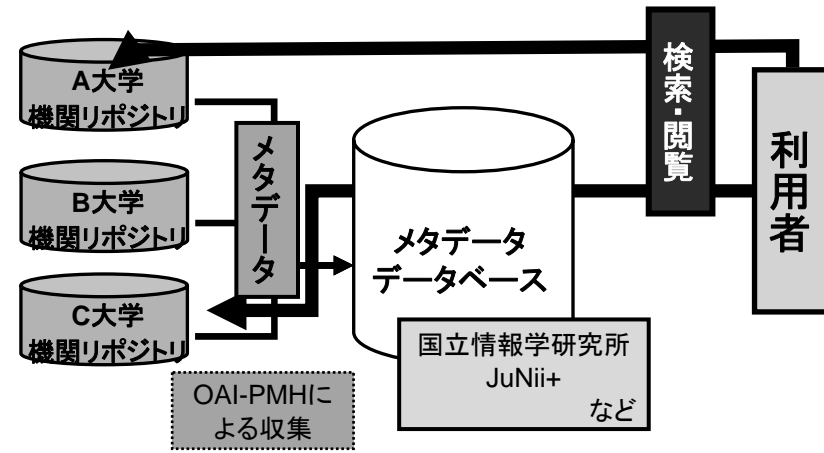 A大学
機関リポジトリ
B大学
機関リポジトリ
C大学
機関リポジトリ
メタデータ
OAI-PMHに
よる収集
メタデータ
データベース
国立情報学研究所
JuNii+
など
検索・閲覧
利用者